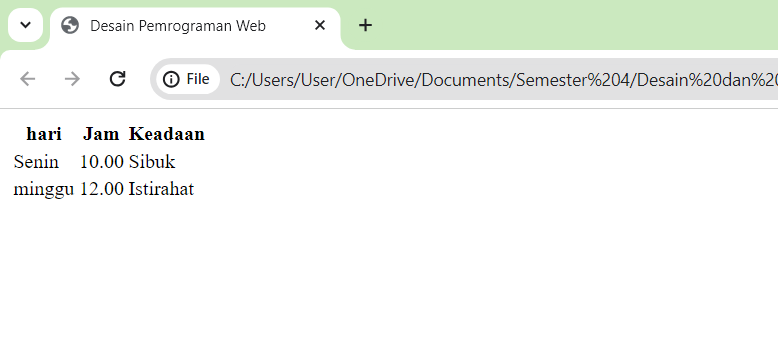 Desain Pemrograman Web
File C:/Users/User/OneDrive/Documents/Semester%204/Desain%20dan%20
hari Jam Keadaan
Senin 10.00 Sibuk
minggu 12.00 Istirahat